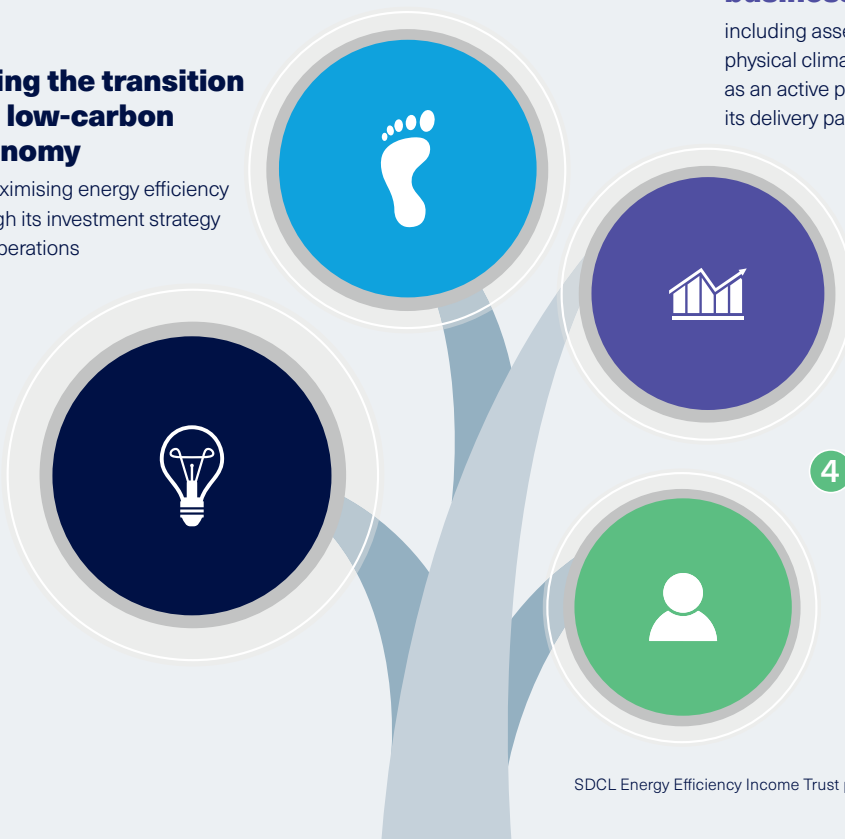 ing the transition
low-carbon
nomy
ximising energy efficiency
gh its investment strategy
perations
including asse
physical clima
as an active p
its delivery pa
4
SDCL Energy Efficiency Income Trust p